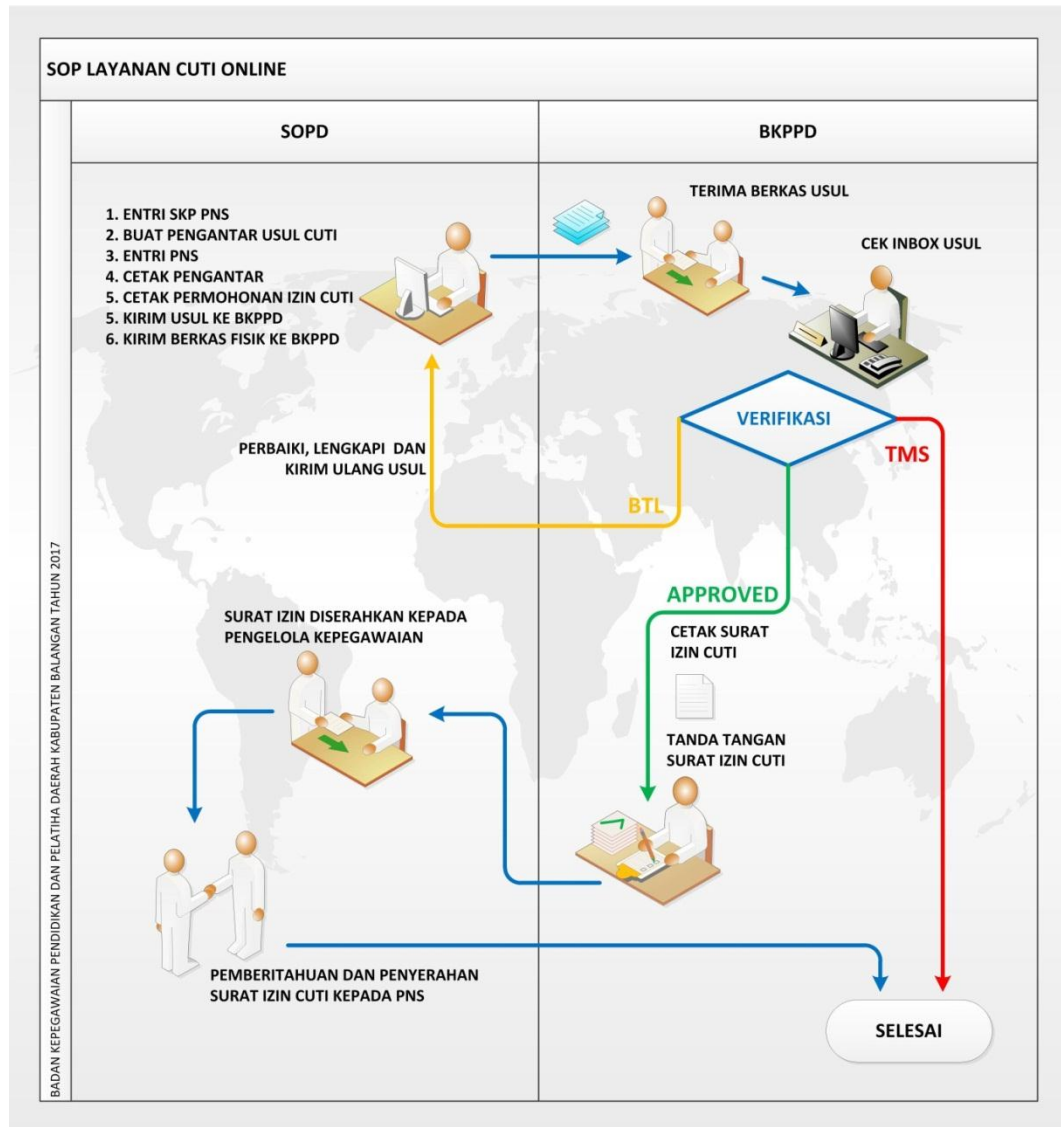 SOP LAYANAN CUTI ONLINE
SOPD
BKPPD
1. ENTRI SKP PNS
2. BUAT PENGANTAR USUL CUTI
3. ENTRI PNS
4. CETAK PENGANTAR
5. CETAK PERMOHONAN IZIN CUTI
5. KIRIM USUL KE BKPPD
6. KIRIM BERKAS FISIK KE BKPPD
TERIMA BERKAS USUL
CEK INBOX USUL
VERIFIKASI
TMS
BTL
PERBAIKI, LENGKAPI DAN
KIRIM ULANG USUL
APPROVED
CETAK SURAT
IZIN CUTI
TANDA TANGAN
SURAT IZIN CUTI
SURAT IZIN DISERAHKAN KEPADA
PENGELOLA KEPEGAWAIAN
PEMBERITAHUAN DAN PENYERAHAN
SURAT IZIN CUTI KEPADA PNS
SELESAI
BADAN KEPEGAWAIAN PENDIDIKAN DAN PELATIHA DAERAH KABUPATEN BALANGAN TAHUN 2017